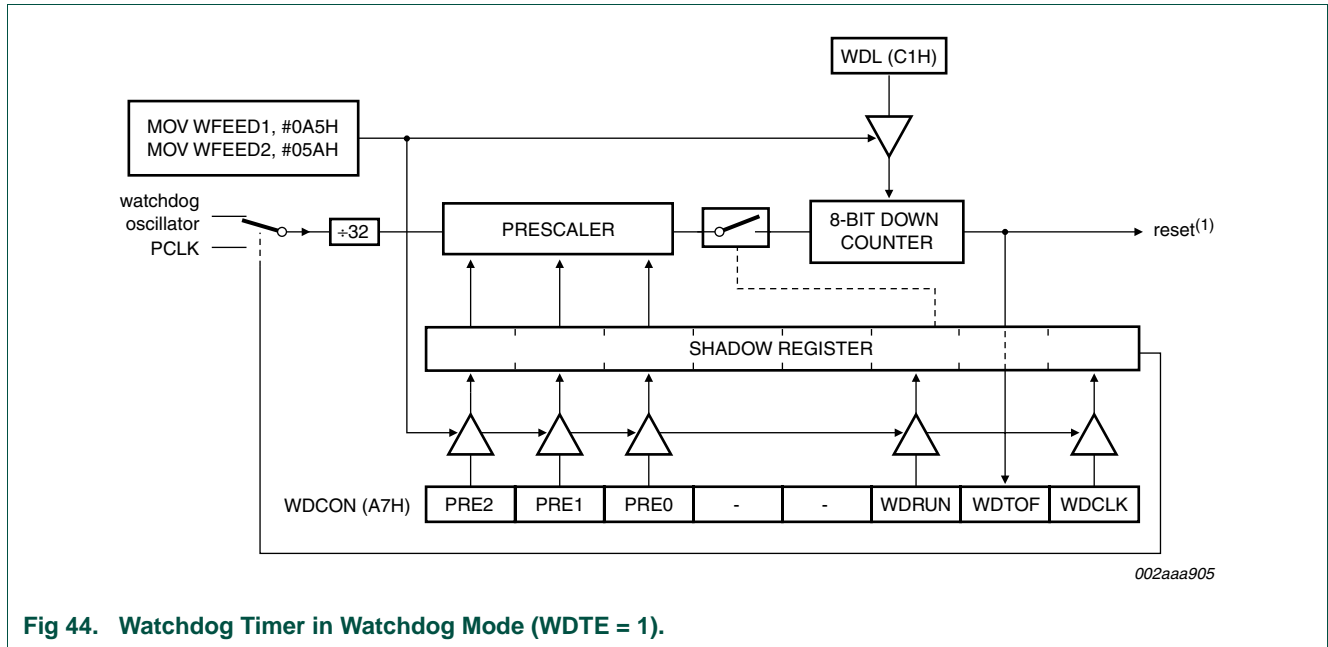 WDL (C1H)
MOV WFEED1, #0A5H
MOV WFEED2, #05AH
watchdog
oscillator
PCLK
÷32
PRESCALER
8-BIT DOWN
COUNTER
reset(1)
SHADOW REGISTER
WDCON (A7H)
PRE2
PRE1
PRE0
-
-
WDRUN
WDTOF
WDCLK
002aaa905
Fig 44. Watchdog Timer in Watchdog Mode (WDTE = 1).